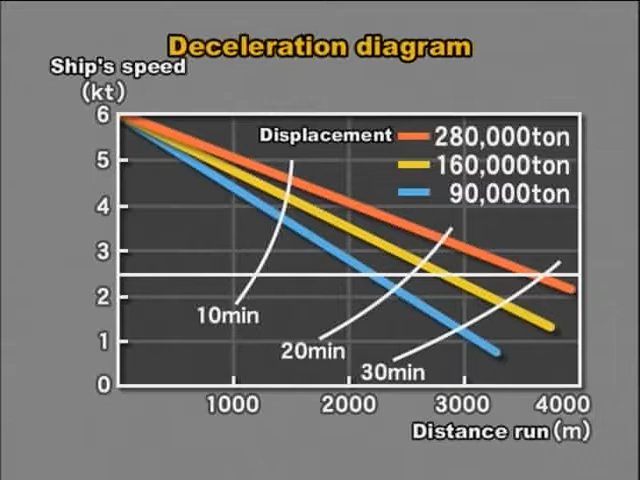 Deceleration diagram
Ship's speed
(kt)
6
Displacement
280,000ton
5
160,000ton
90,000ton
4
3
2
10min
1
20min
30min
0
1000
2000
3000
4000
Distance run (m)